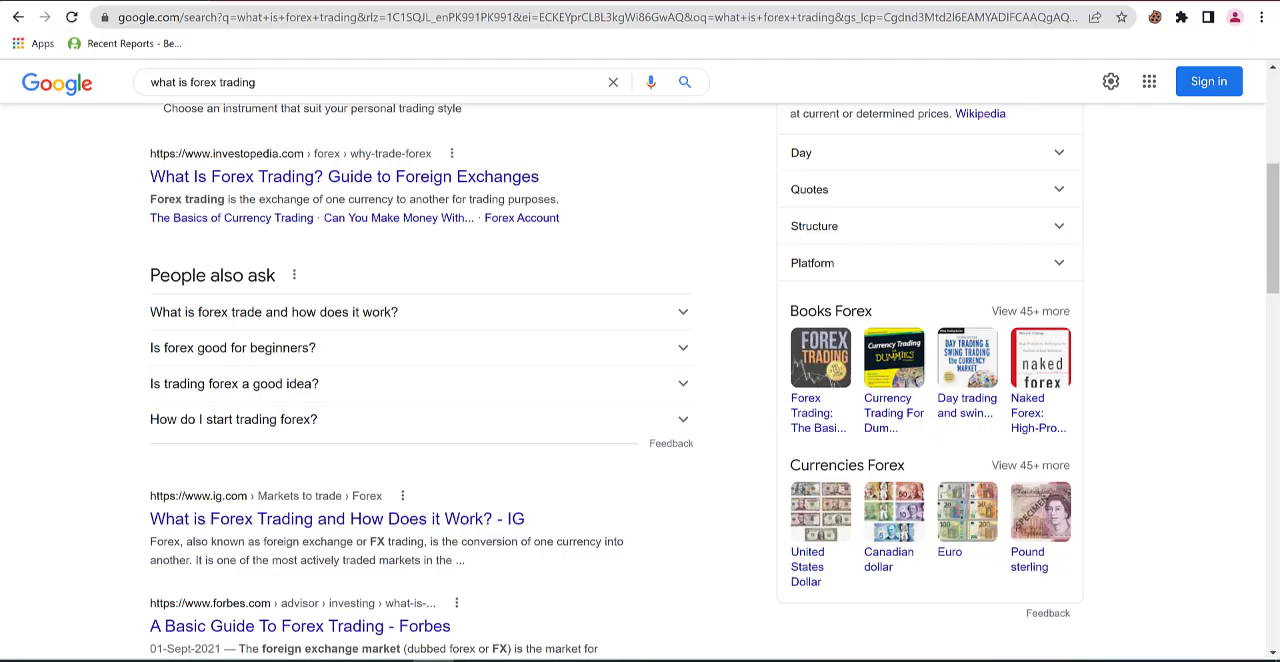 google.com/search?q=what+is+forex+trading&rlz=1C1SQJL_enPK991PK991&ei=ECKEYprCL8L3kgWi86GwAQ&oq=what+is+forex+trading&gs_lcp=Cgdnd3Mtd2l6EAMYADIFCAAQgAQ...
Apps
Recent Reports - Be...
Google
what is forex trading
Sign in
Choose an instrument that suit your personal trading style
https://www.investopedia.com › forex › why-trade-forex
What Is Forex Trading? Guide to Foreign Exchanges
Forex trading is the exchange of one currency to another for trading purposes.
The Basics of Currency Trading · Can You Make Money With... · Forex Account
People also ask
What is forex trade and how does it work?
Is forex good for beginners?
Is trading forex a good idea?
How do I start trading forex?
Feedback
https://www.ig.com › Markets to trade › Forex
What is Forex Trading and How Does it Work? - IG
Forex, also known as foreign exchange or FX trading, is the conversion of one currency into
another. It is one of the most actively traded markets in the ...
https://www.forbes.com › advisor › investing › what-is-...
A Basic Guide To Forex Trading - Forbes
01-Sept-2021 — The foreign exchange market (dubbed forex or FX) is the market for
at current or determined prices. Wikipedia
Day
Quotes
Structure
Platform
Books Forex
View 45+ more
FOREX
TRADING
Currency Trading
FOR
DUMMIES
DAY TRADING &
SWING TRADING
the CURRENCY
MARKET
naked
forex
Forex
Trading:
The Basi...
Currency
Trading For
Dum...
Day trading
and swin...
Naked
Forex:
High-Pro...
Currencies Forex
View 45+ more
SPECIMEN
United
States
Dollar
Canadian
dollar
Euro
Pound
sterling
Feedback